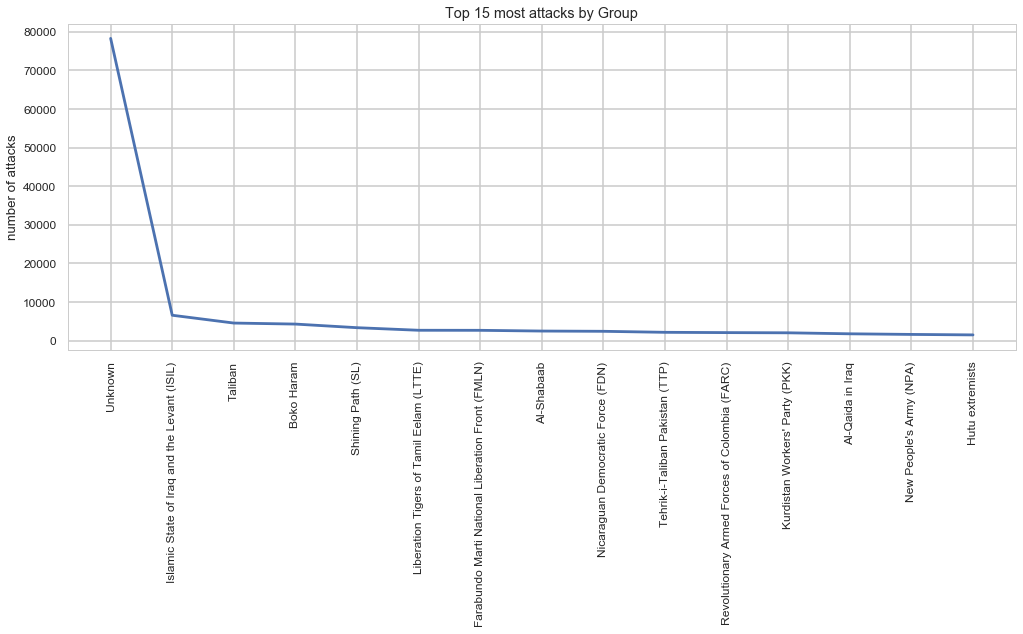 Top 15 most attacks by Group
number of attacks
80000
70000
60000
50000
40000
30000
20000
10000
0
Unknown
Islamic State of Iraq and the Levant (ISIL)
Taliban
Boko Haram
Shining Path (SL)
Liberation Tigers of Tamil Eelam (LTTE)
Farabundo Marti National Liberation Front (FMLN)
Al-Shabaab
Nicaraguan Democratic Force (FDN)
Tehrik-i-Taliban Pakistan (TTP)
Revolutionary Armed Forces of Colombia (FARC)
Kurdistan Workers' Party (PKK)
Al-Qaida in Iraq
New People's Army (NPA)
Hutu extremists